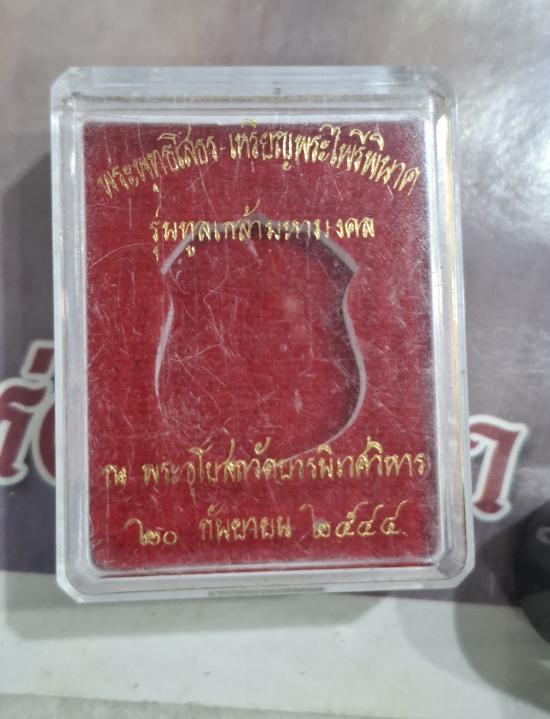 พระพุทธโสธร-เหรียญพระไพรีพินาศ
รุ่นทูลเกล้ามหามงคล
ณ พระอุโบสถวัดบวรนิเวศวิหาร
๒๐ กันยายน ๒๕๔๔